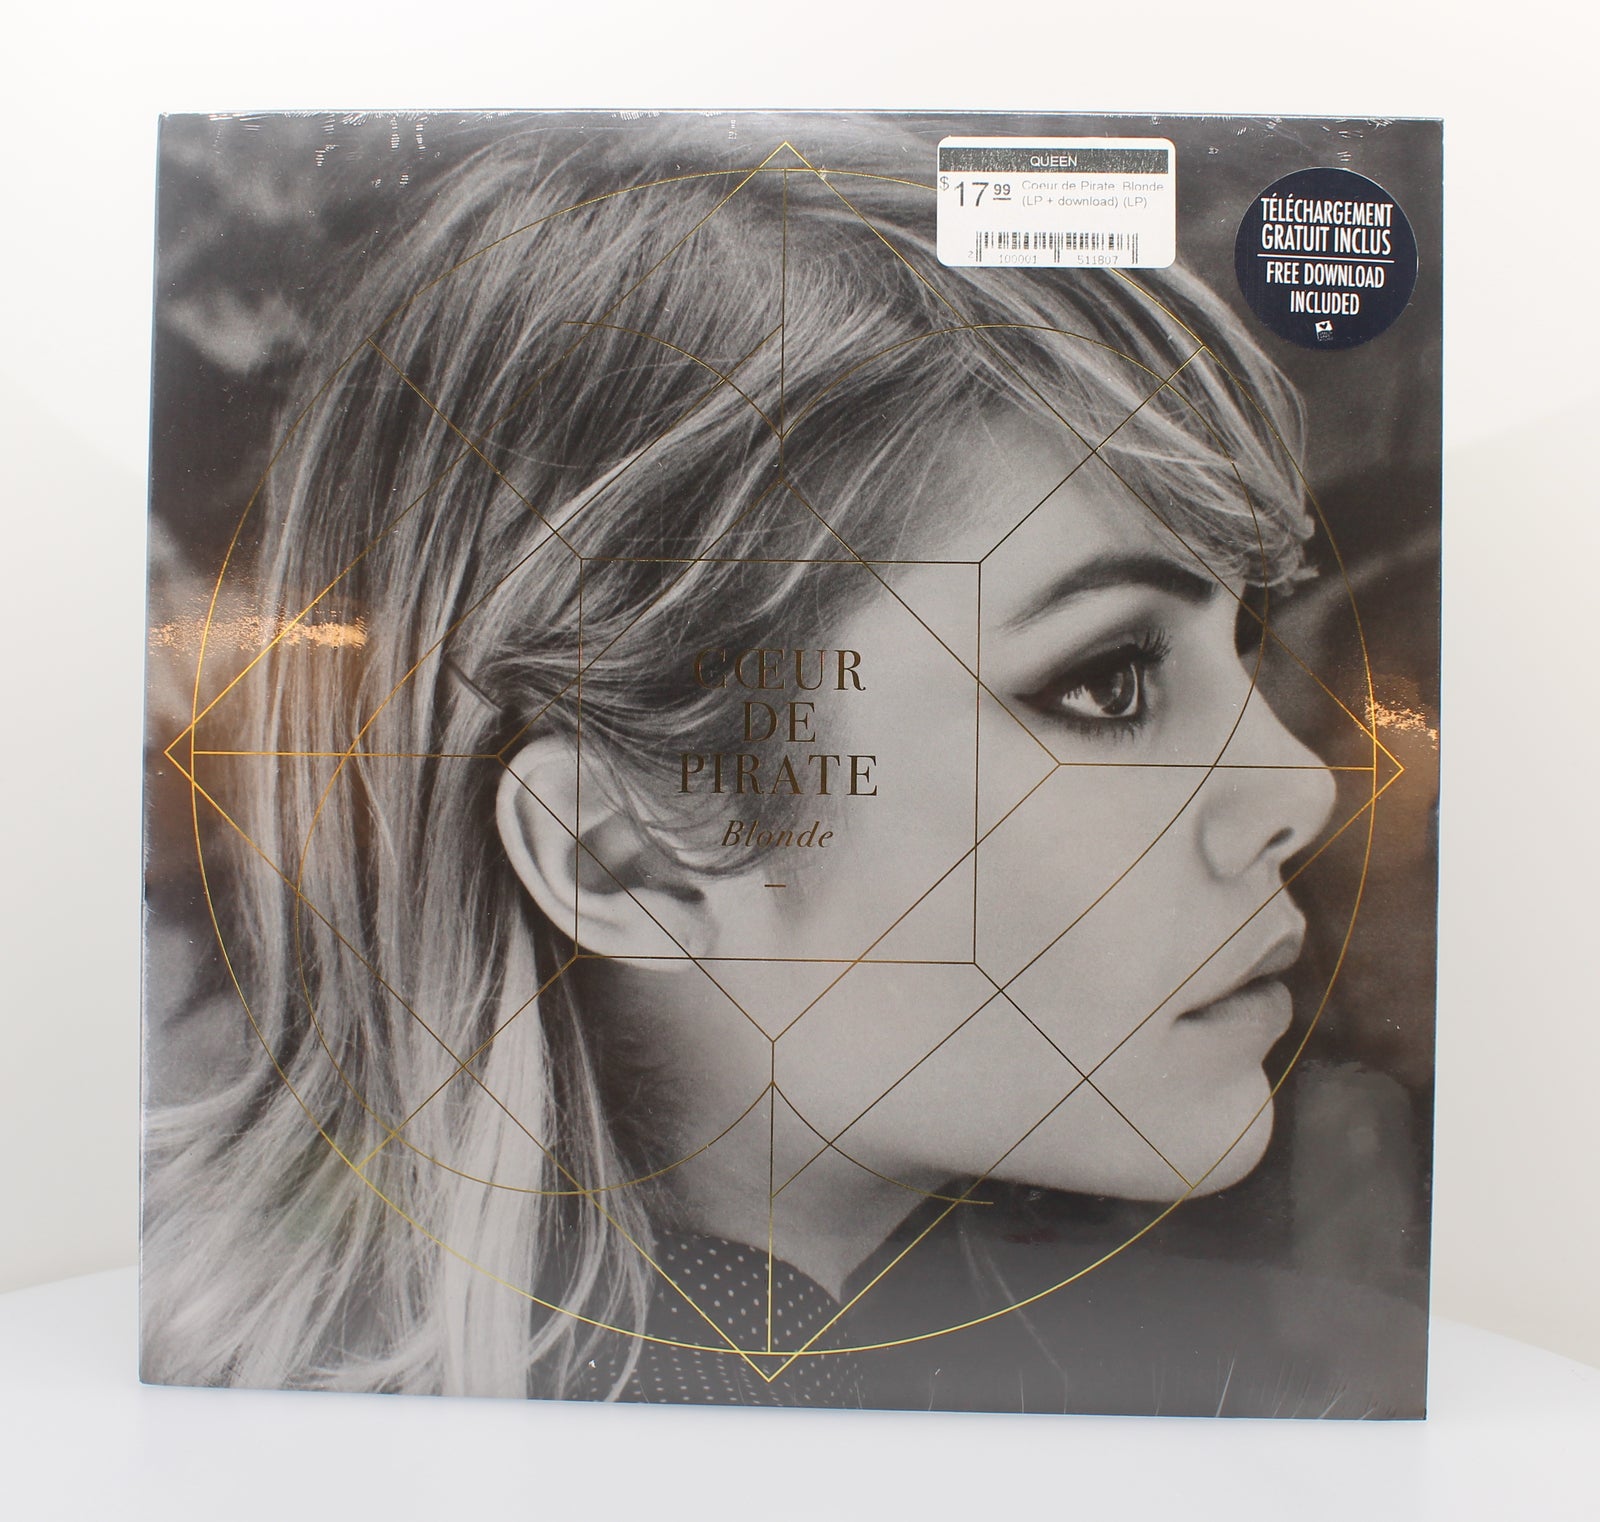 QUEEN
$17.99 Coeur de Pirate: Blonde
(LP + download) (LP)
2 100001 511807
TÉLÉCHARGEMENT
GRATUIT INCLUS
FREE DOWNLOAD
INCLUDED
CŒUR
DE
PIRATE
Blonde